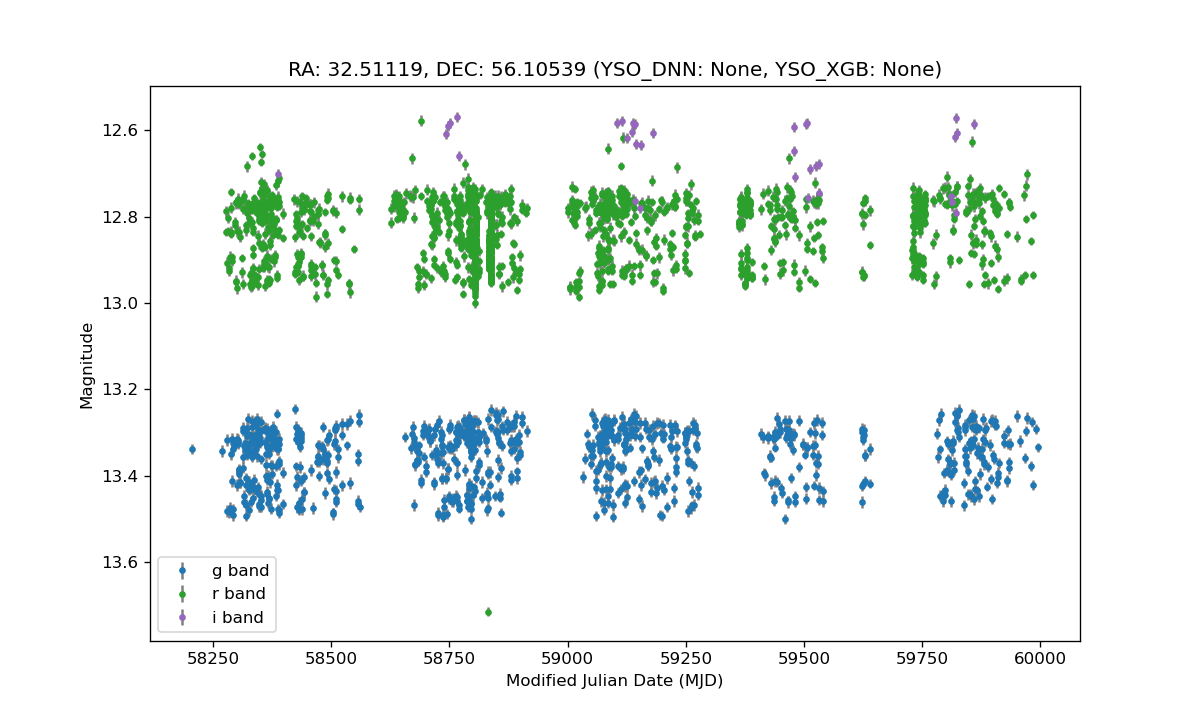 RA: 32.51119, DEC: 56.10539 (YSO_DNN: None, YSO_XGB: None)
12.6
12.8
13.0
13.2
13.4
13.6
Magnitude
g band
r band
i band
58250 58500 58750 59000 59250 59500 59750 60000
Modified Julian Date (MJD)